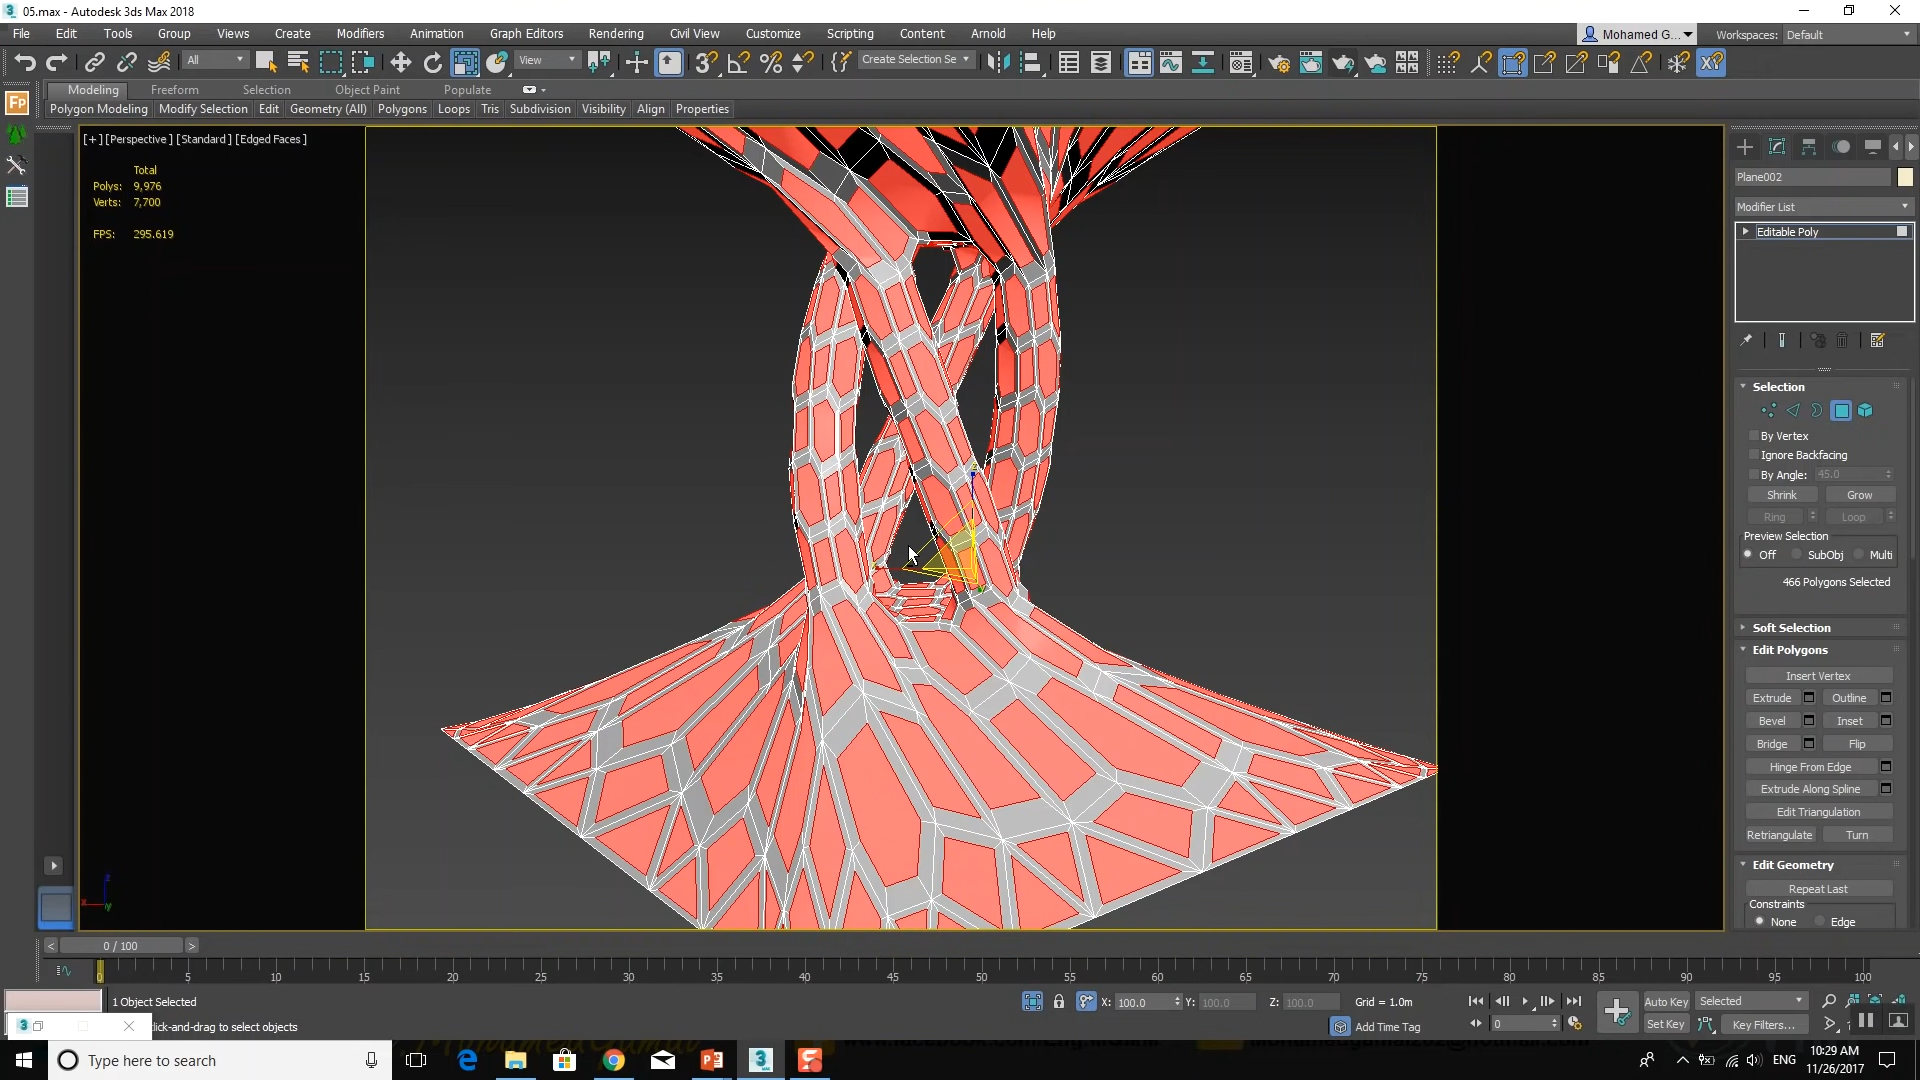 05.max - Autodesk 3ds Max 2018
File Edit Tools Group Views Create Modifiers Animation Graph Editors Rendering Civil View Customize Scripting Content Arnold Help
Mohamed G... Workspaces: Default
All View Create Selection Se
Modeling Freeform Selection Object Paint Populate
Polygon Modeling Modify Selection Edit Geometry (All) Polygons Loops Tris Subdivision Visibility Align Properties
[+] [Perspective] [Standard] [Edged Faces]
Total
Polys: 9,976
Verts: 7,700
FPS: 295.619
Plane002
Modifier List
Editable Poly
Selection
By Vertex
Ignore Backfacing
By Angle: 45.0
Shrink Grow
Ring Loop
Preview Selection
Off SubObj Multi
466 Polygons Selected
Soft Selection
Edit Polygons
Insert Vertex
Extrude Outline
Bevel Inset
Bridge Flip
Hinge From Edge
Extrude Along Spline
Edit Triangulation
Retriangulate Turn
Edit Geometry
Repeat Last
Constraints
None Edge
0 / 100
0 5 10 15 20 25 30 35 40 45 50 55 60 65 70 75 80 85 90 95 100
1 Object Selected
X: 100.0 Y: 100.0 Z: 100.0 Grid = 1.0m
Auto Key Selected
click-and-drag to select objects
Add Time Tag
0
Set Key Key Filters...
Type here to search
ENG
10:29 AM
11/26/2017